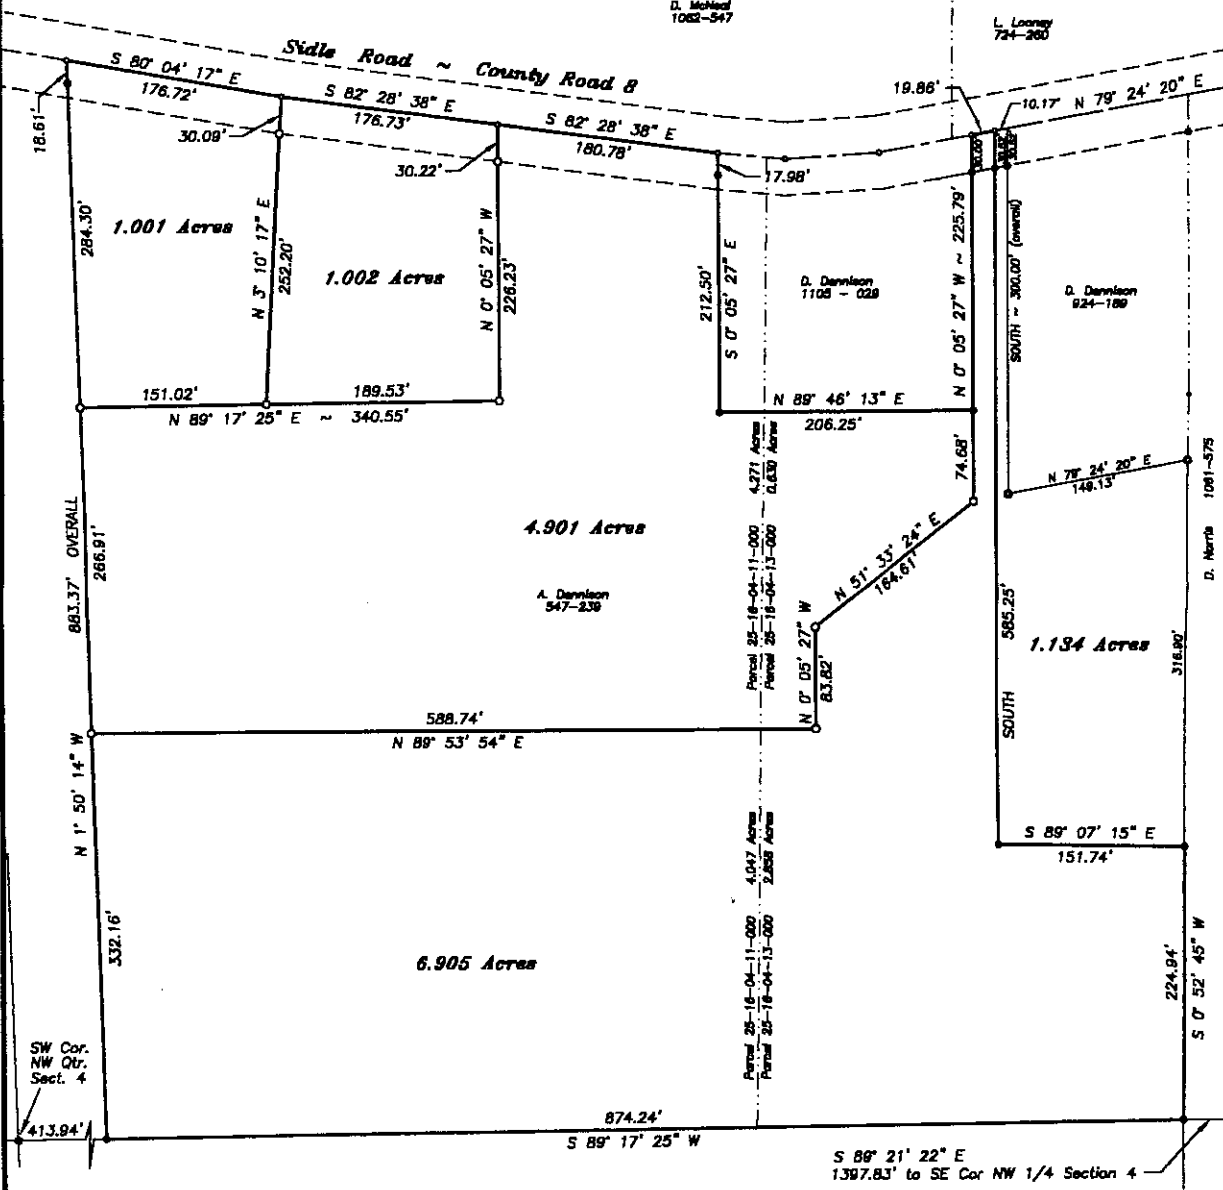 D. McNeal
1062-547
L. Looney
724-260
Sidle Road ~ County Road 8
S 80° 04' 17" E
176.72'
S 82° 28' 38" E
176.73'
S 82° 28' 38" E
180.78'
19.86'
10.17'
N 79° 24' 20" E
18.61'
30.09'
30.22'
17.98'
30.00'
284.30'
1.001 Acres
N 3° 10' 17" E
252.20'
1.002 Acres
N 0° 05' 27" W
226.23'
212.50'
S 0° 05' 27" E
D. Dennison
1105 - 029
N 0° 05' 27" W ~ 225.79'
SOUTH ~ 300.00' (overall)
D. Dennison
924-189
151.02'
189.53'
N 89° 17' 25" E ~ 340.55'
N 89° 46' 13" E
206.25'
74.68'
N 79° 24' 20" E
149.13'
D. Norris 1081-575
883.37' OVERALL
266.91'
4.901 Acres
A. Dennison
547-239
Parcel 25-16-04-11-000 4.271 Acres
Parcel 25-16-04-13-000 0.630 Acres
N 51° 33' 24" E
164.61'
N 0° 05' 27" W
83.82'
SOUTH 585.25'
1.134 Acres
316.90'
588.74'
N 89° 53' 54" E
N 1° 50' 14" W
332.16'
S 89° 07' 15" E
151.74'
Parcel 25-16-04-11-000 4.047 Acres
Parcel 25-16-04-13-000 2.858 Acres
6.905 Acres
224.94'
S 0° 52' 45" W
SW Cor.
NW Qtr.
Sect. 4
413.94'
874.24'
S 89° 17' 25" W
S 89° 21' 22" E
1397.83' to SE Cor NW 1/4 Section 4